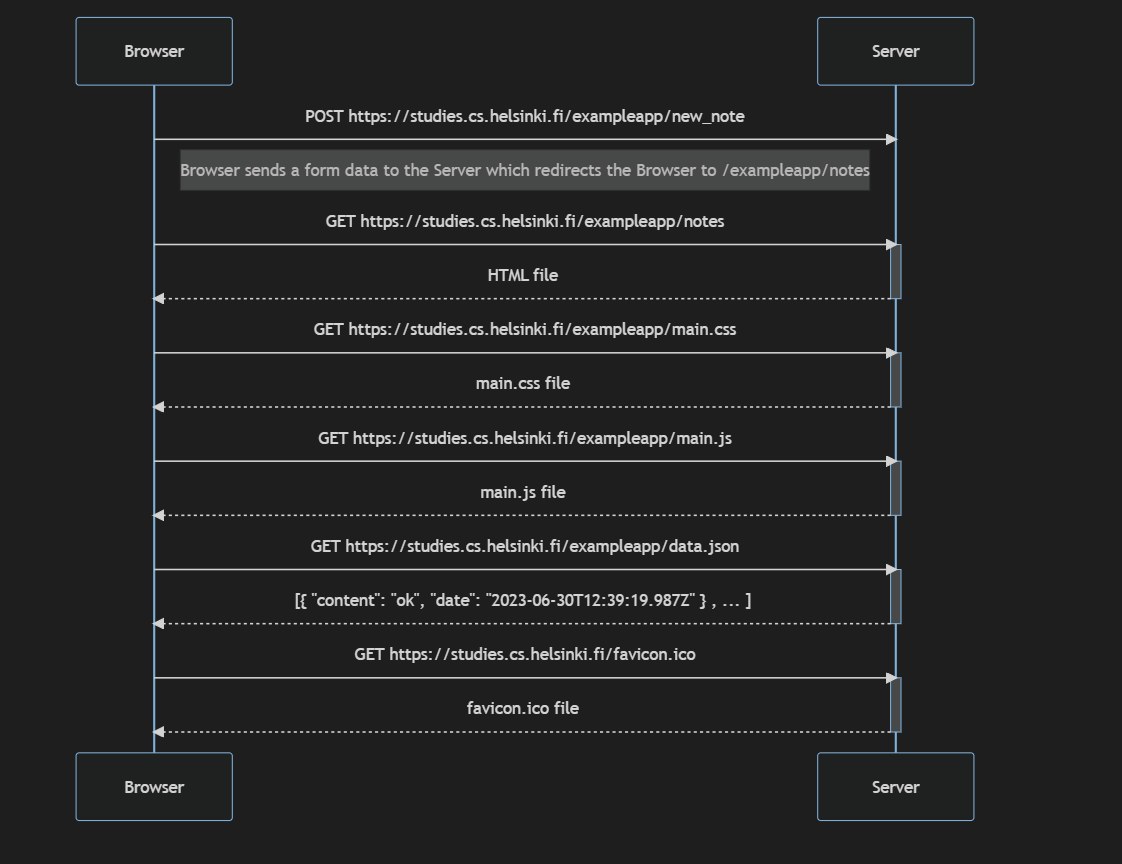 Browser
Server
POST https://studies.cs.helsinki.fi/exampleapp/new_note
Browser sends a form data to the Server which redirects the Browser to /exampleapp/notes
GET https://studies.cs.helsinki.fi/exampleapp/notes
HTML file
GET https://studies.cs.helsinki.fi/exampleapp/main.css
main.css file
GET https://studies.cs.helsinki.fi/exampleapp/main.js
main.js file
GET https://studies.cs.helsinki.fi/exampleapp/data.json
[{ "content": "ok", "date": "2023-06-30T12:39:19.987Z" } , ... ]
GET https://studies.cs.helsinki.fi/favicon.ico
favicon.ico file
Browser
Server